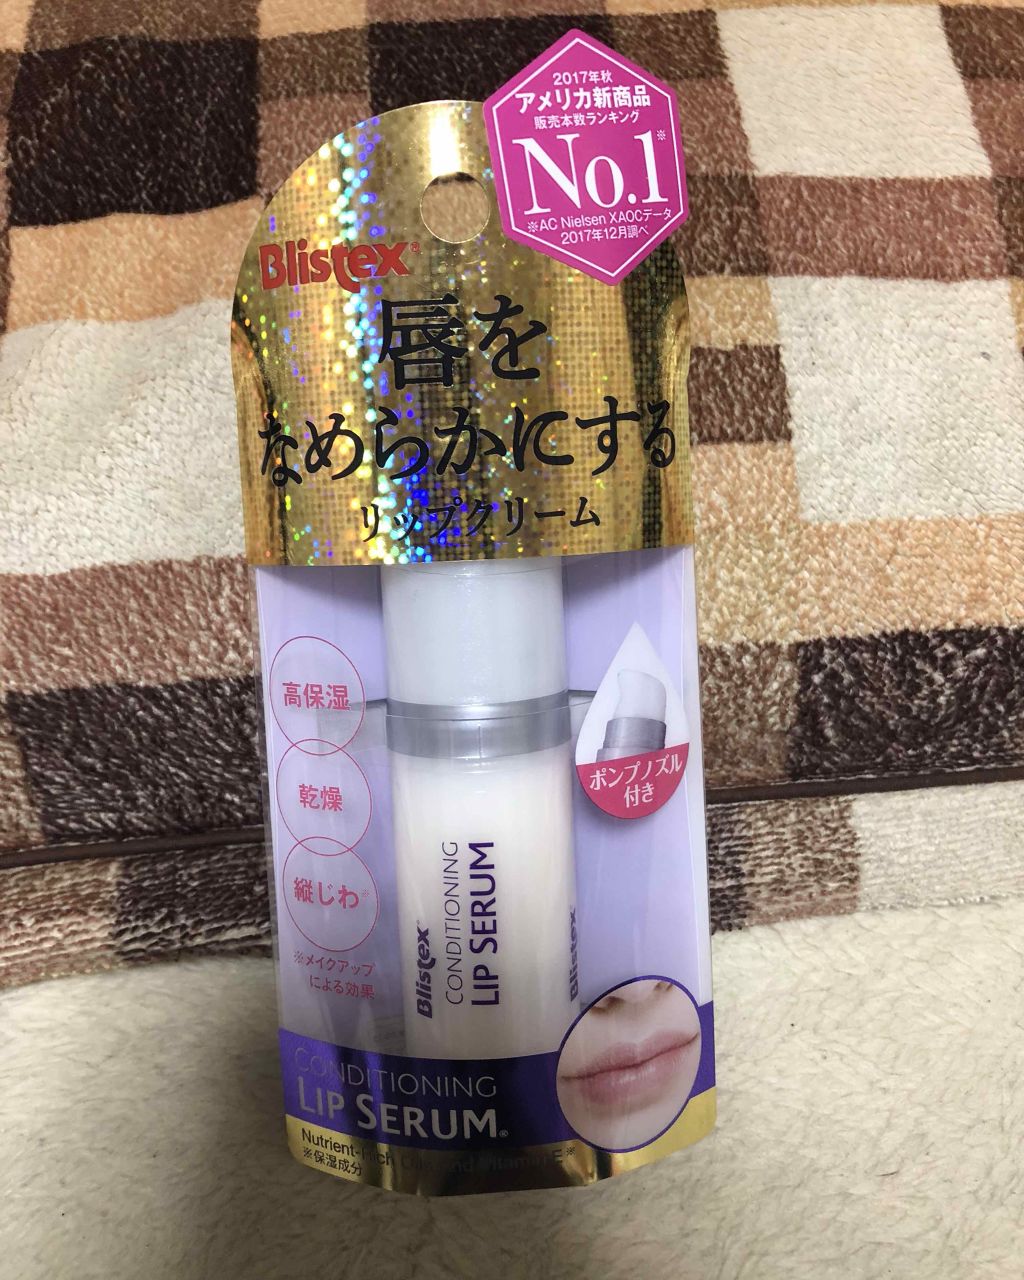 2017年秋
アメリカ新商品
販売本数ランキング
No.1※
※AC Nielsen XAOCデータ
2017年12月調べ
Blistex®
唇を
なめらかにする
リップクリーム
高保湿
乾燥
縦じわ※
※メイクアップ
による効果
ポンプノズル
付き
Blistex
CONDITIONING
LIP SERUM
Blistex
CONDITIONING
LIP SERUM®
Nutrient-Rich Oils and Vitamin E※
※保湿成分